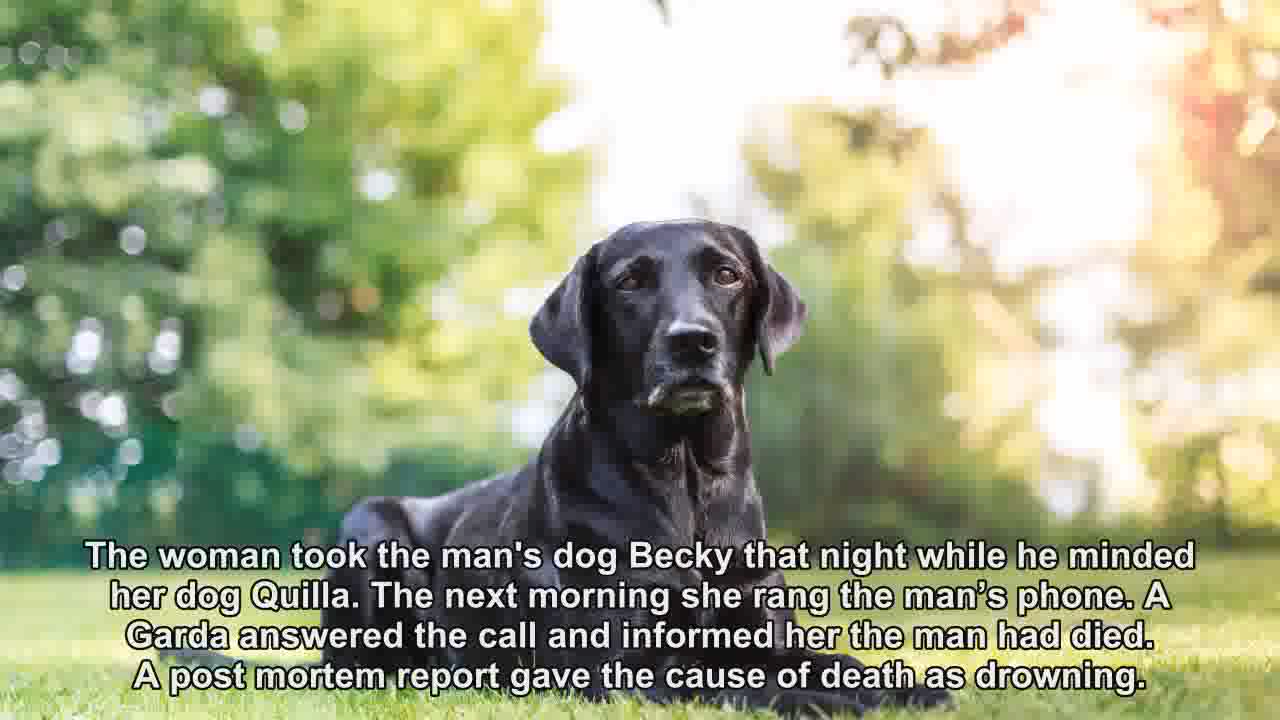 The woman took the man's dog Becky that night while he minded
her dog Quilla. The next morning she rang the man’s phone. A
Garda answered the call and informed her the man had died.
A post mortem report gave the cause of death as drowning.